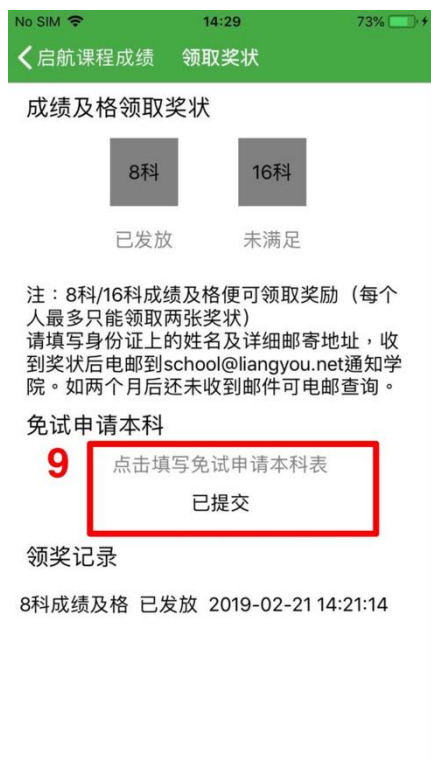 No SIM 14:29 73%
启航课程成绩 领取奖状
成绩及格领取奖状
8科 16科
已发放 未满足
注：8科/16科成绩及格便可领取奖励（每个
人最多只能领取两张奖状）
请填写身份证上的姓名及详细邮寄地址，收
到奖状后电邮到school@liangyou.net通知学
院。如两个月后还未收到邮件可电邮查询。
免试申请本科
9 点击填写免试申请本科表
已提交
领奖记录
8科成绩及格 已发放 2019-02-21 14:21:14